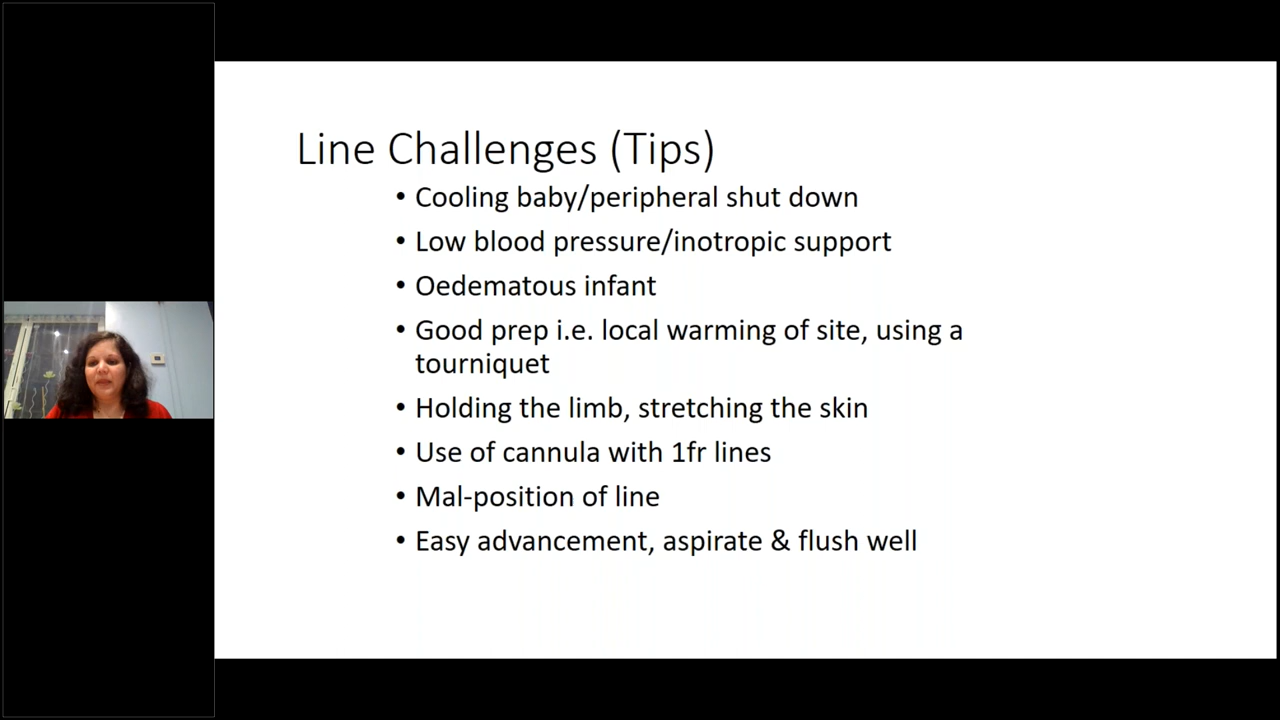 Line Challenges (Tips)
• Cooling baby/peripheral shut down
• Low blood pressure/inotropic support
• Oedematous infant
• Good prep i.e. local warming of site, using a
tourniquet
• Holding the limb, stretching the skin
• Use of cannula with 1fr lines
• Mal-position of line
• Easy advancement, aspirate & flush well